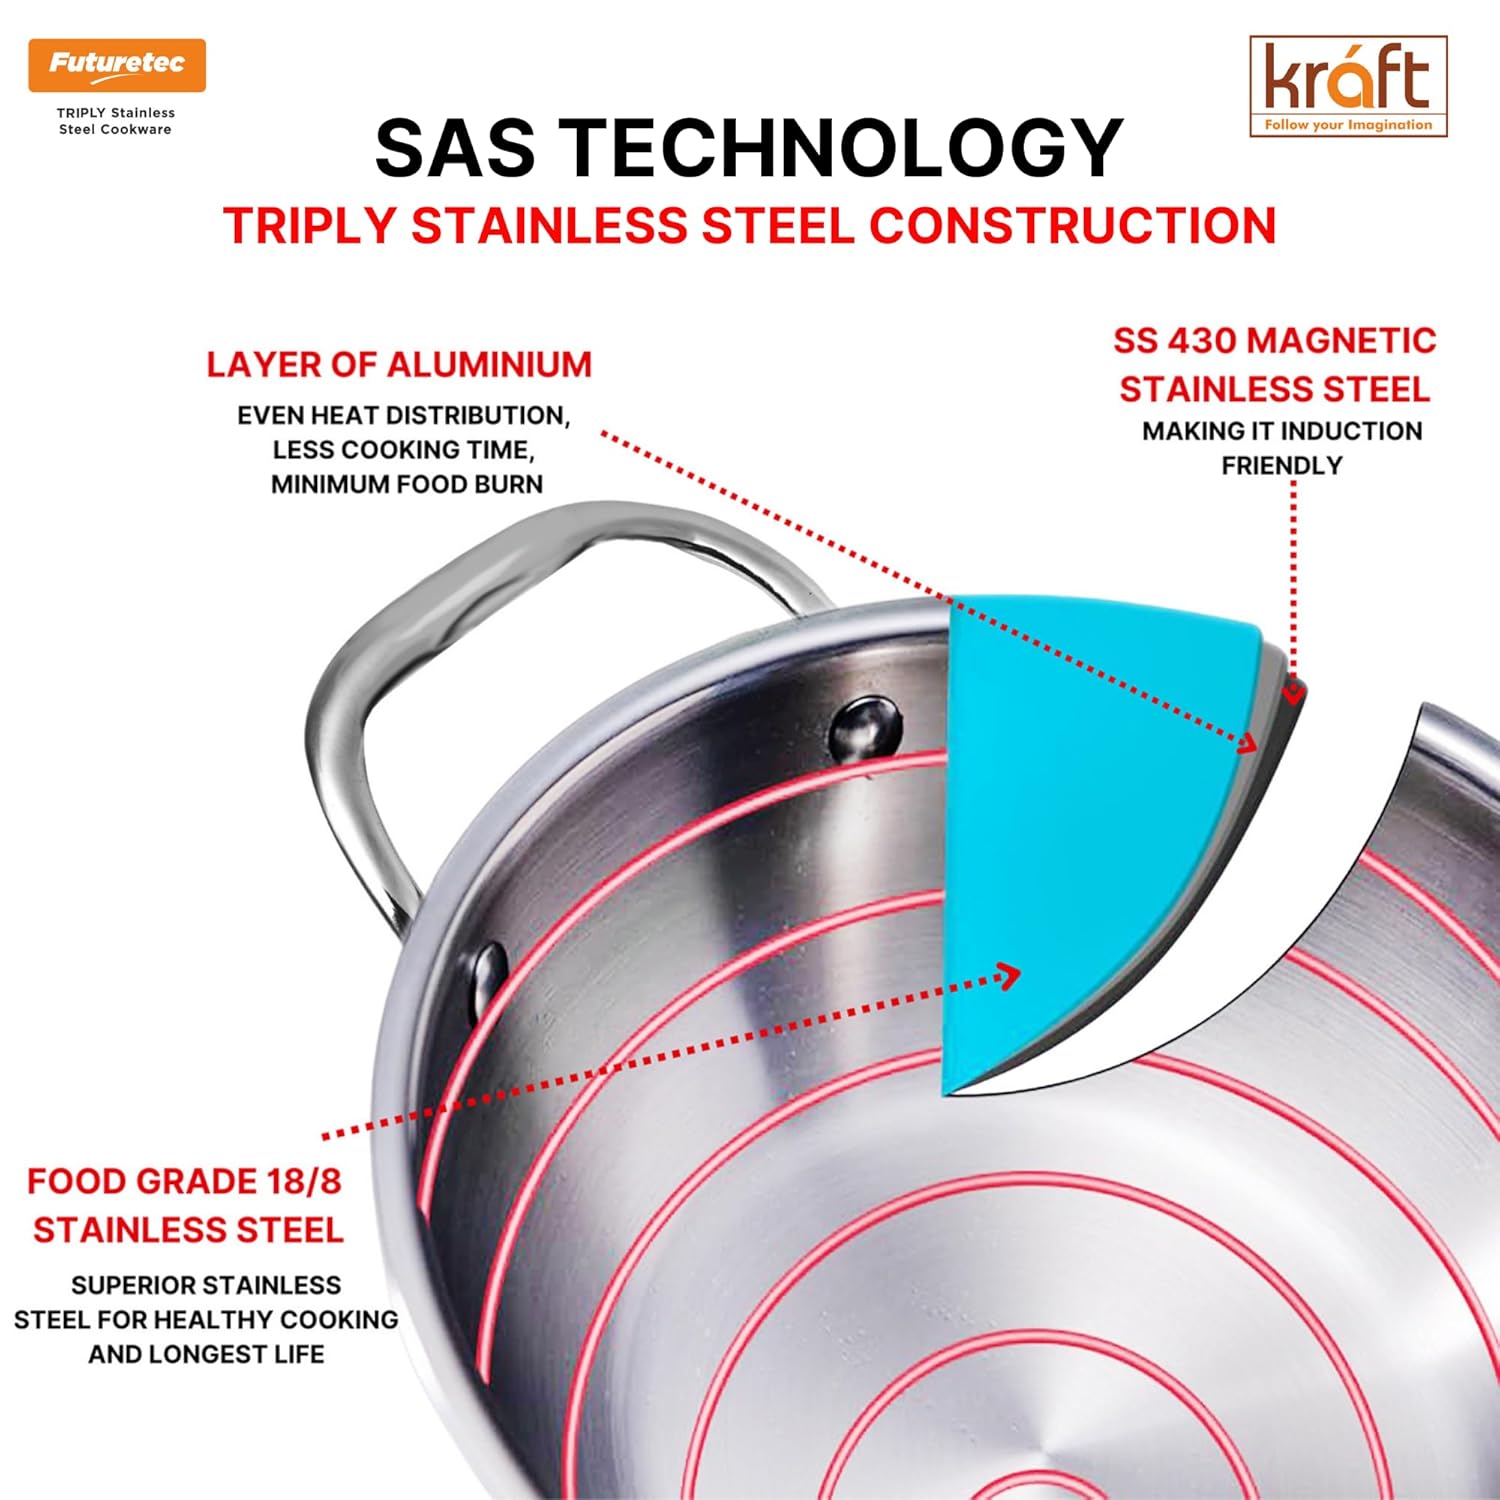 Futuretec
TRIPLY Stainless
Steel Cookware
kráft
Follow your Imagination
SAS TECHNOLOGY
TRIPLY STAINLESS STEEL CONSTRUCTION
LAYER OF ALUMINIUM
EVEN HEAT DISTRIBUTION,
LESS COOKING TIME,
MINIMUM FOOD BURN
SS 430 MAGNETIC
STAINLESS STEEL
MAKING IT INDUCTION
FRIENDLY
FOOD GRADE 18/8
STAINLESS STEEL
SUPERIOR STAINLESS
STEEL FOR HEALTHY COOKING
AND LONGEST LIFE